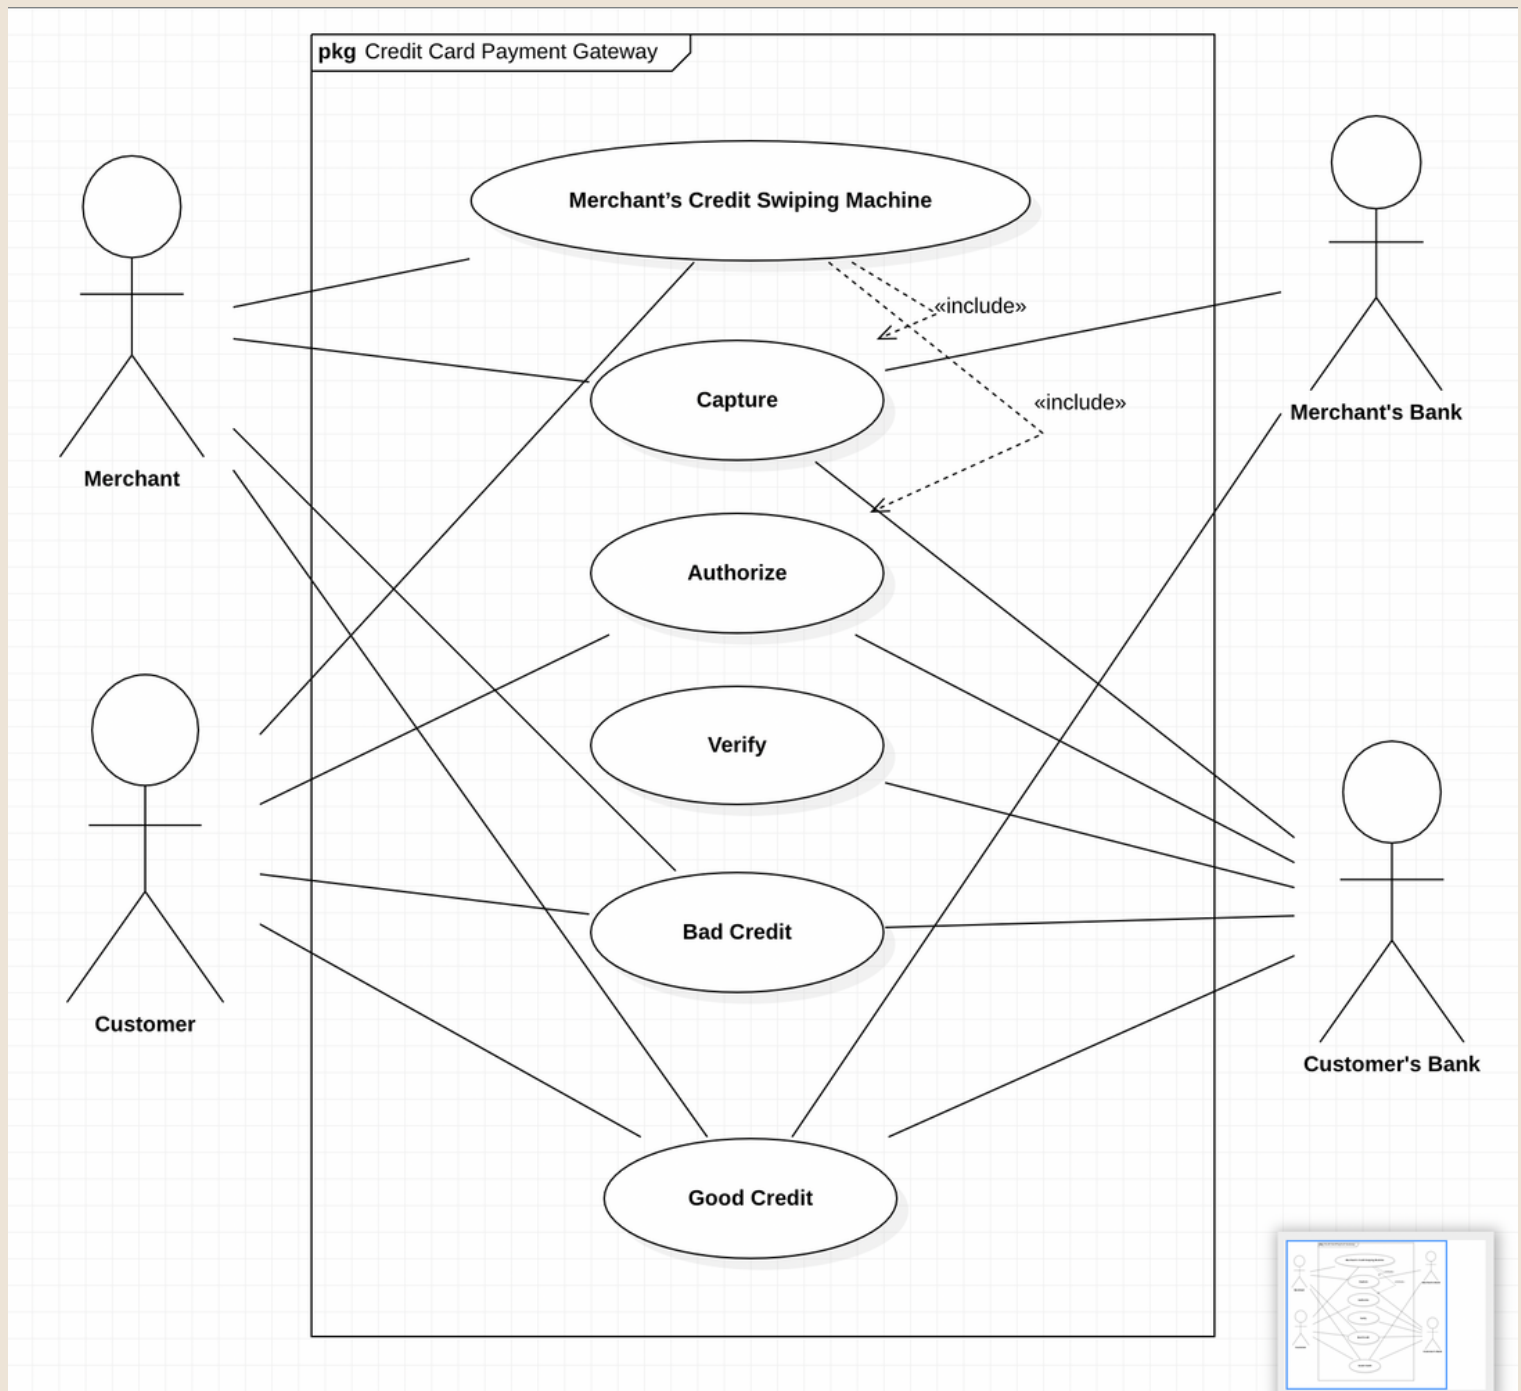 pkg Credit Card Payment Gateway
Merchant’s Credit Swiping Machine
«include»
Capture
«include»
Merchant's Bank
Merchant
Authorize
Verify
Bad Credit
Customer
Customer's Bank
Good Credit